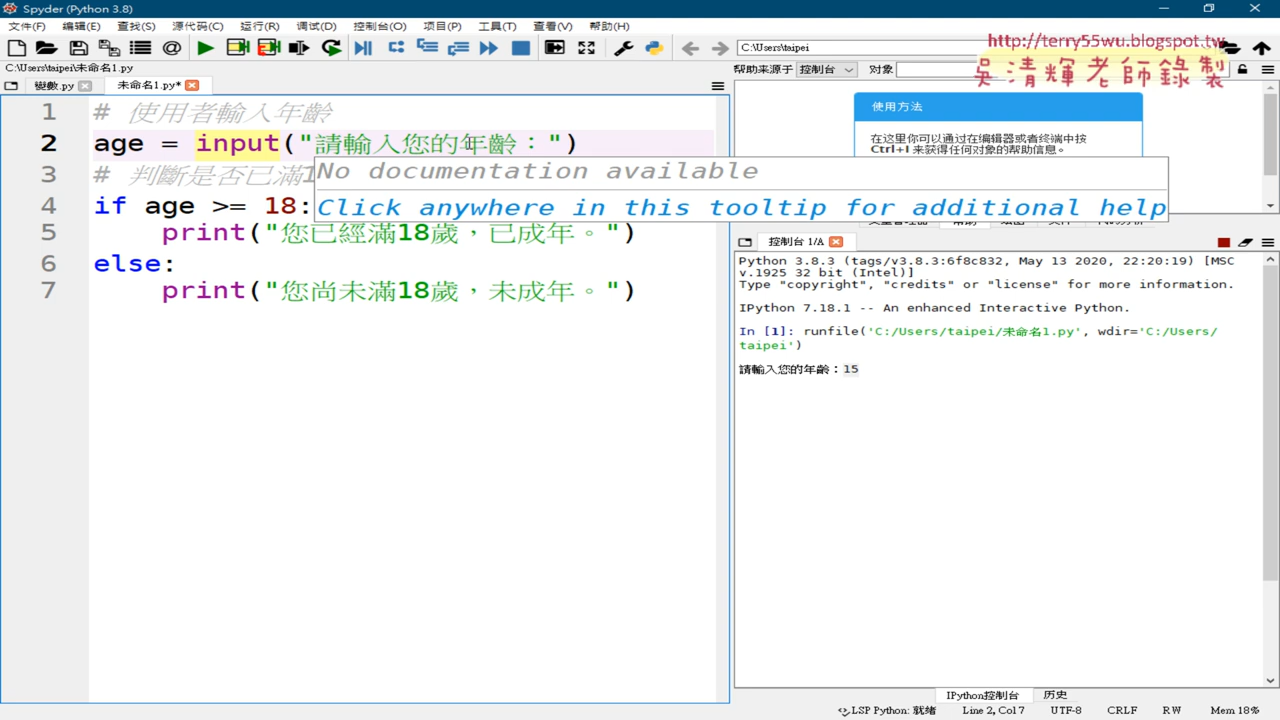 Spyder (Python 3.8)
文件(F) 编辑(E) 查找(S) 源代码(C) 运行(R) 调试(D) 控制台(O) 项目(P) 工具(T) 查看(V) 帮助(H)
C:\Users\taipei
http://terry55wu.blogspot.tw
吳清輝老師錄製
C:\Users\taipei\未命名1.py
变數.py 未命名1.py*
1 # 使用者輸入年齡
2 age = input("請輸入您的年齡：")
3 # 判斷是否已滿1
No documentation available
Click anywhere in this tooltip for additional help
4 if age >= 18:
5 print("您已經滿18歲，已成年。")
6 else:
7 print("您尚未滿18歲，未成年。")
帮助来源于 控制台 对象
使用方法
在这里你可以通过在编辑器或者终端中按
Ctrl+I 来获得任何对象的帮助信息。
控制台 1/A
Python 3.8.3 (tags/v3.8.3:6f8c832, May 13 2020, 22:20:19) [MSC
v.1925 32 bit (Intel)]
Type "copyright", "credits" or "license" for more information.
IPython 7.18.1 -- An enhanced Interactive Python.
In [1]: runfile('C:/Users/taipei/未命名1.py', wdir='C:/Users/
taipei')
請輸入您的年齡：15
IPython控制台 历史
LSP Python: 就绪 Line 2, Col 7 UTF-8 CRLF RW Mem 18%